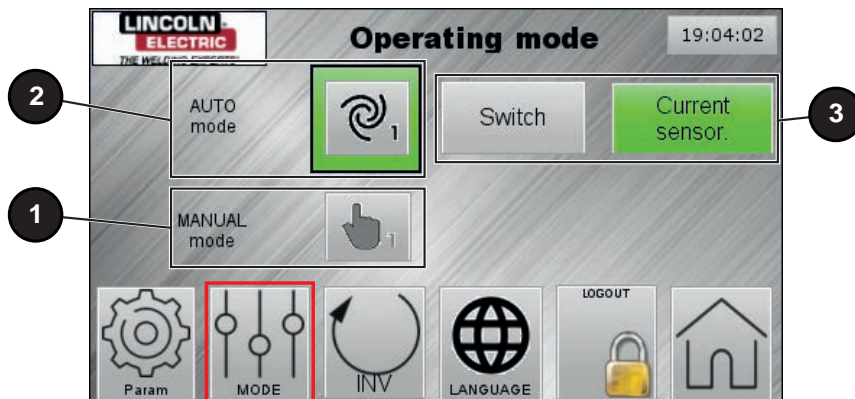 LINCOLN
ELECTRIC
THE WELDING EXPERTS
Operating mode
19:04:02
2
AUTO
mode
1
Switch
Current
sensor.
3
1
MANUAL
mode
1
Param
MODE
INV
LANGUAGE
LOGOUT